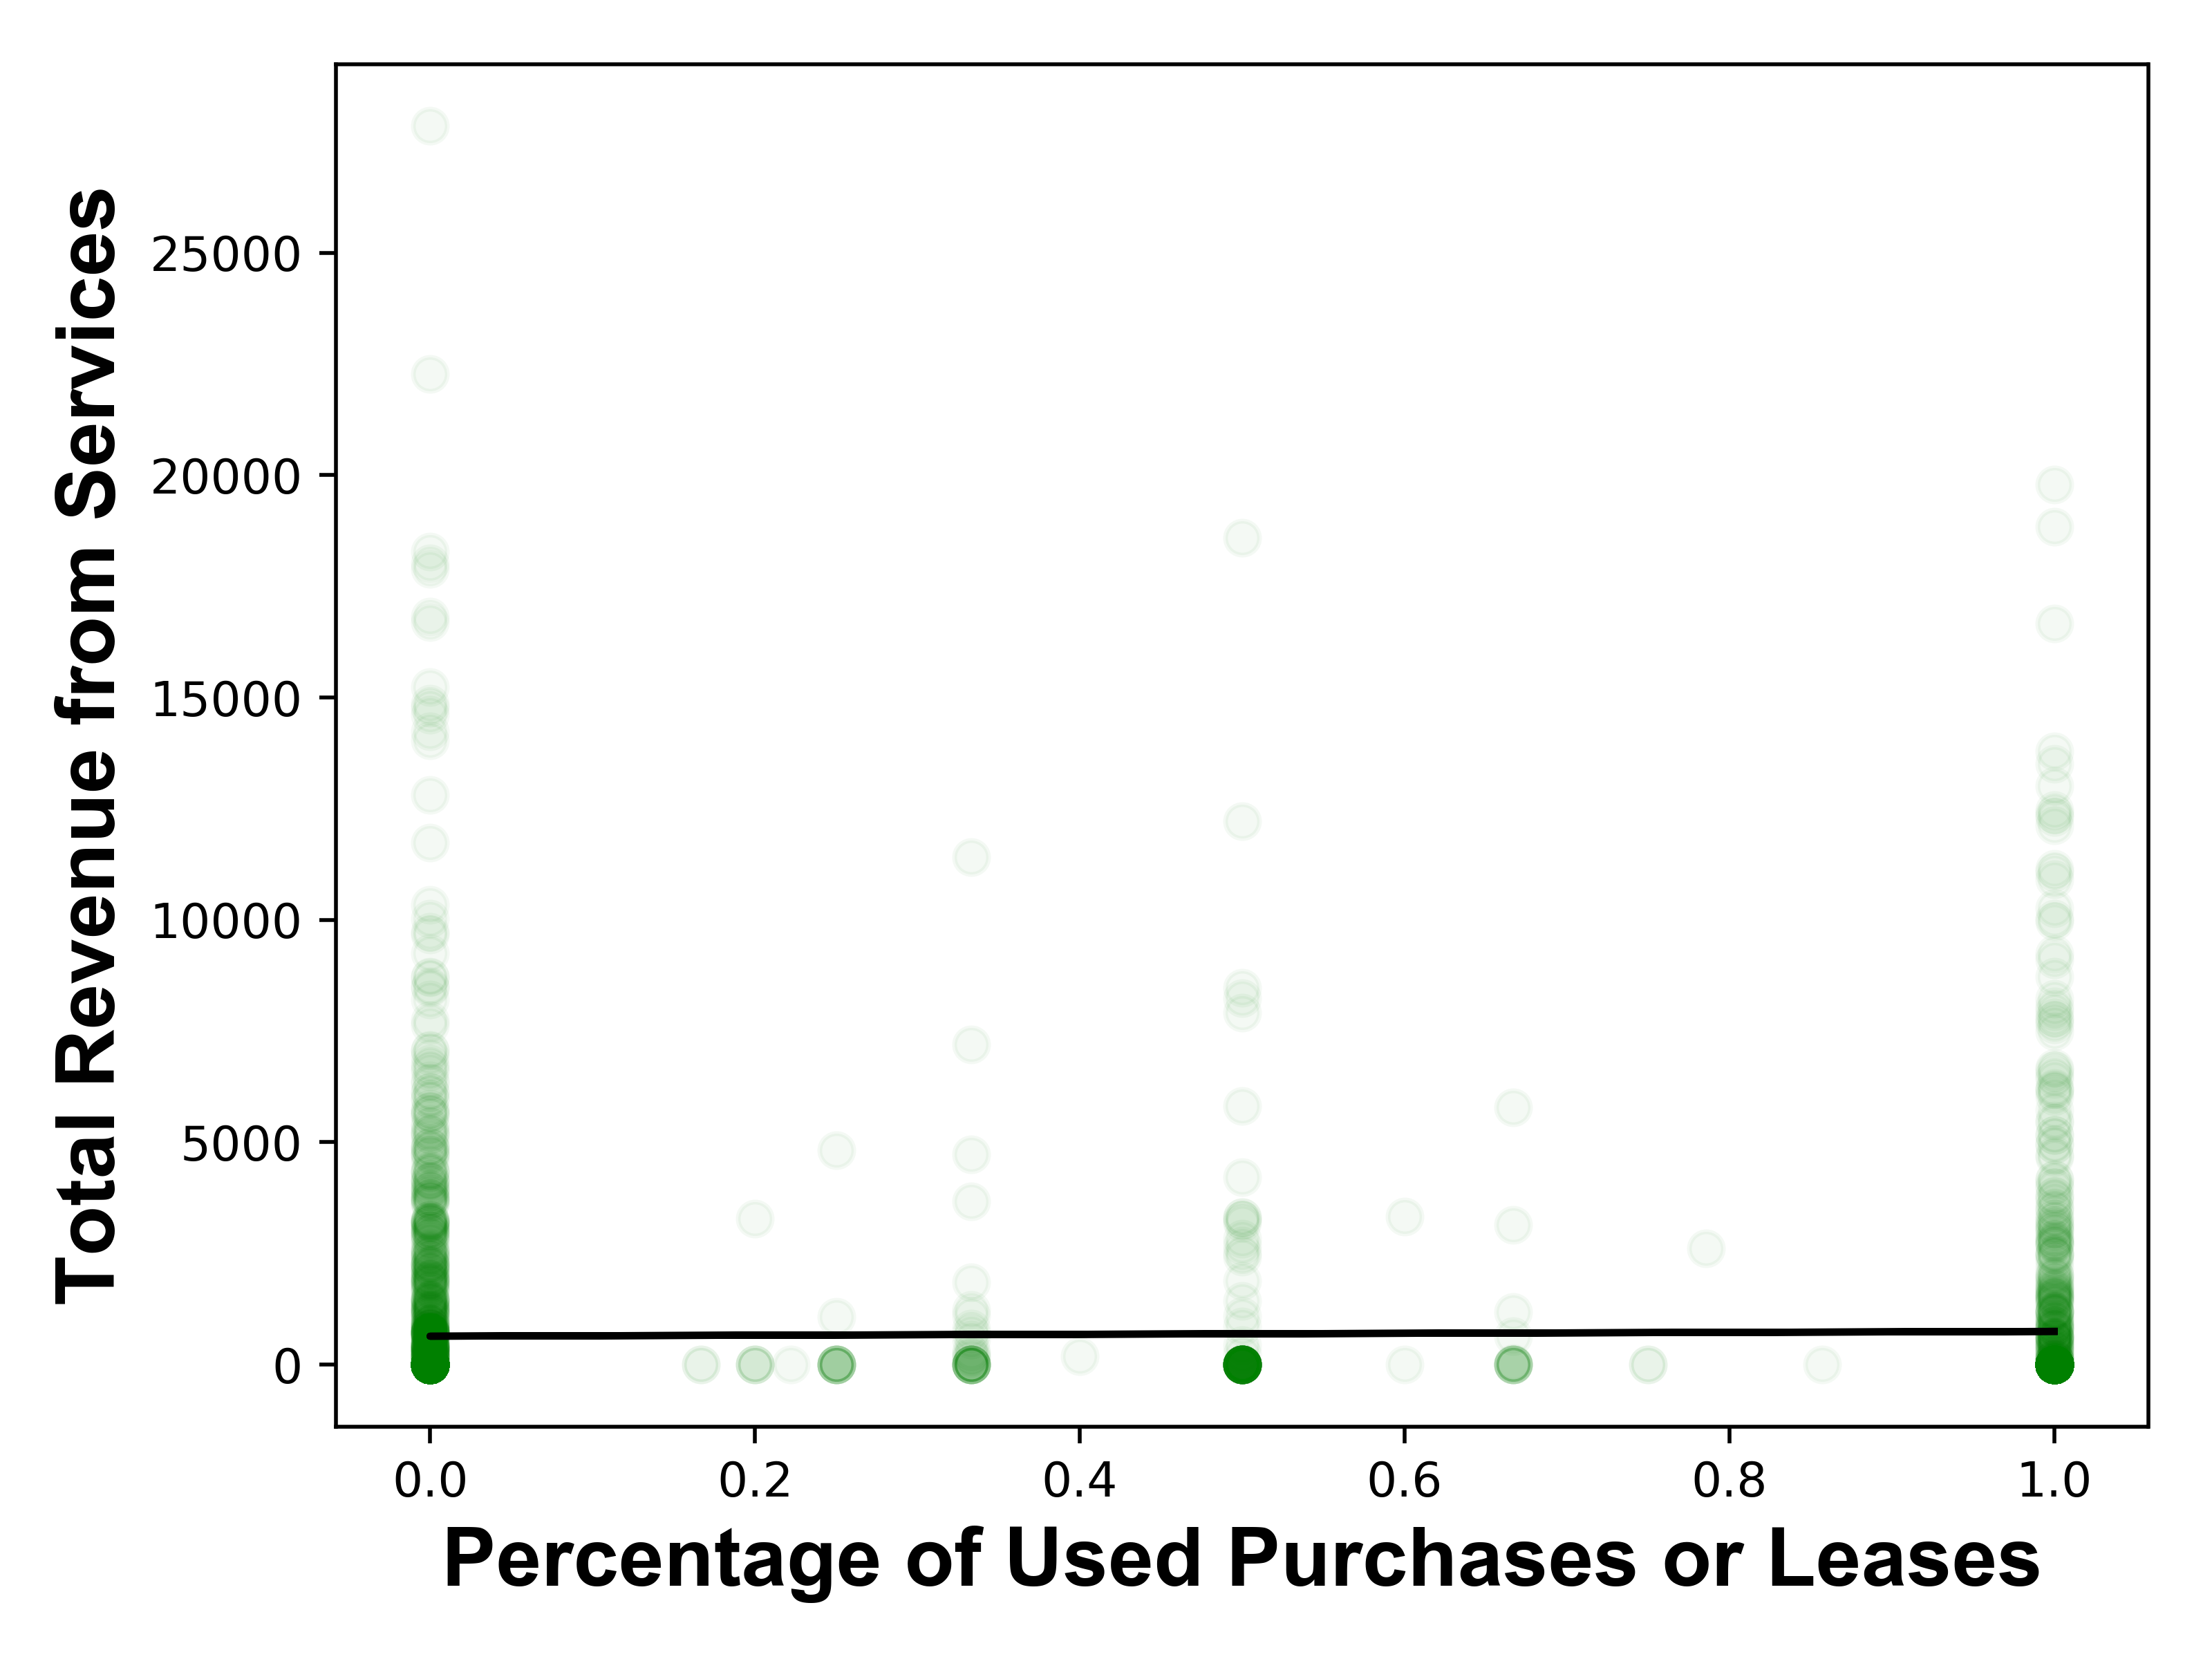 Total Revenue from Services
25000
20000
15000
10000
5000
0
0.0 0.2 0.4 0.6 0.8 1.0
Percentage of Used Purchases or Leases